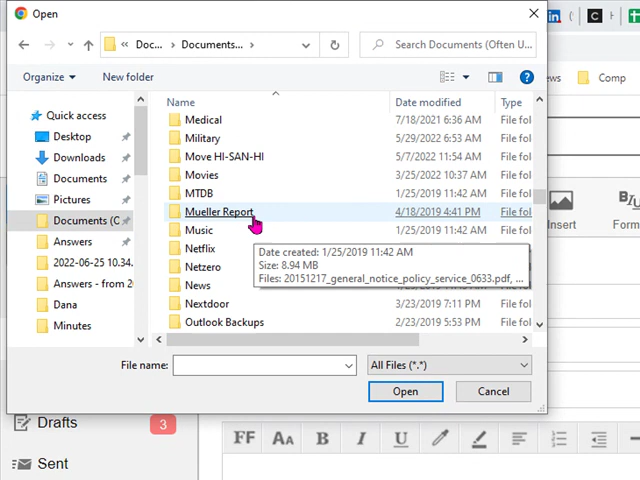 Open
Doc... Documents...
Search Documents (Often U...
Organize
New folder
Name
Date modified
Type
Quick access
Desktop
Downloads
Documents
Pictures
Documents (C
Answers
2022-06-25 10.34.
Answers - from 20
Dana
Minutes
Medical 7/18/2021 6:36 AM File fol
Military 5/29/2022 6:53 AM File fol
Move HI-SAN-HI 5/7/2022 11:54 AM File fol
Movies 3/25/2022 10:37 AM File fol
MTDB 1/25/2019 11:42 AM File fol
Mueller Report 4/18/2019 4:41 PM File fol
Music 1/25/2019 11:42 AM File fol
Netflix
Netzero
News
Nextdoor 3/23/2019 7:11 PM File fol
Outlook Backups 2/23/2019 5:53 PM File fol
Date created: 1/25/2019 11:42 AM
Size: 8.94 MB
Files: 20151217_general_notice_policy_service_0633.pdf, ...
File name:
All Files (*.*)
Open
Cancel
Drafts 3
Sent
in
C
H
ws
Comp
Insert
BIU
FF AA B I U